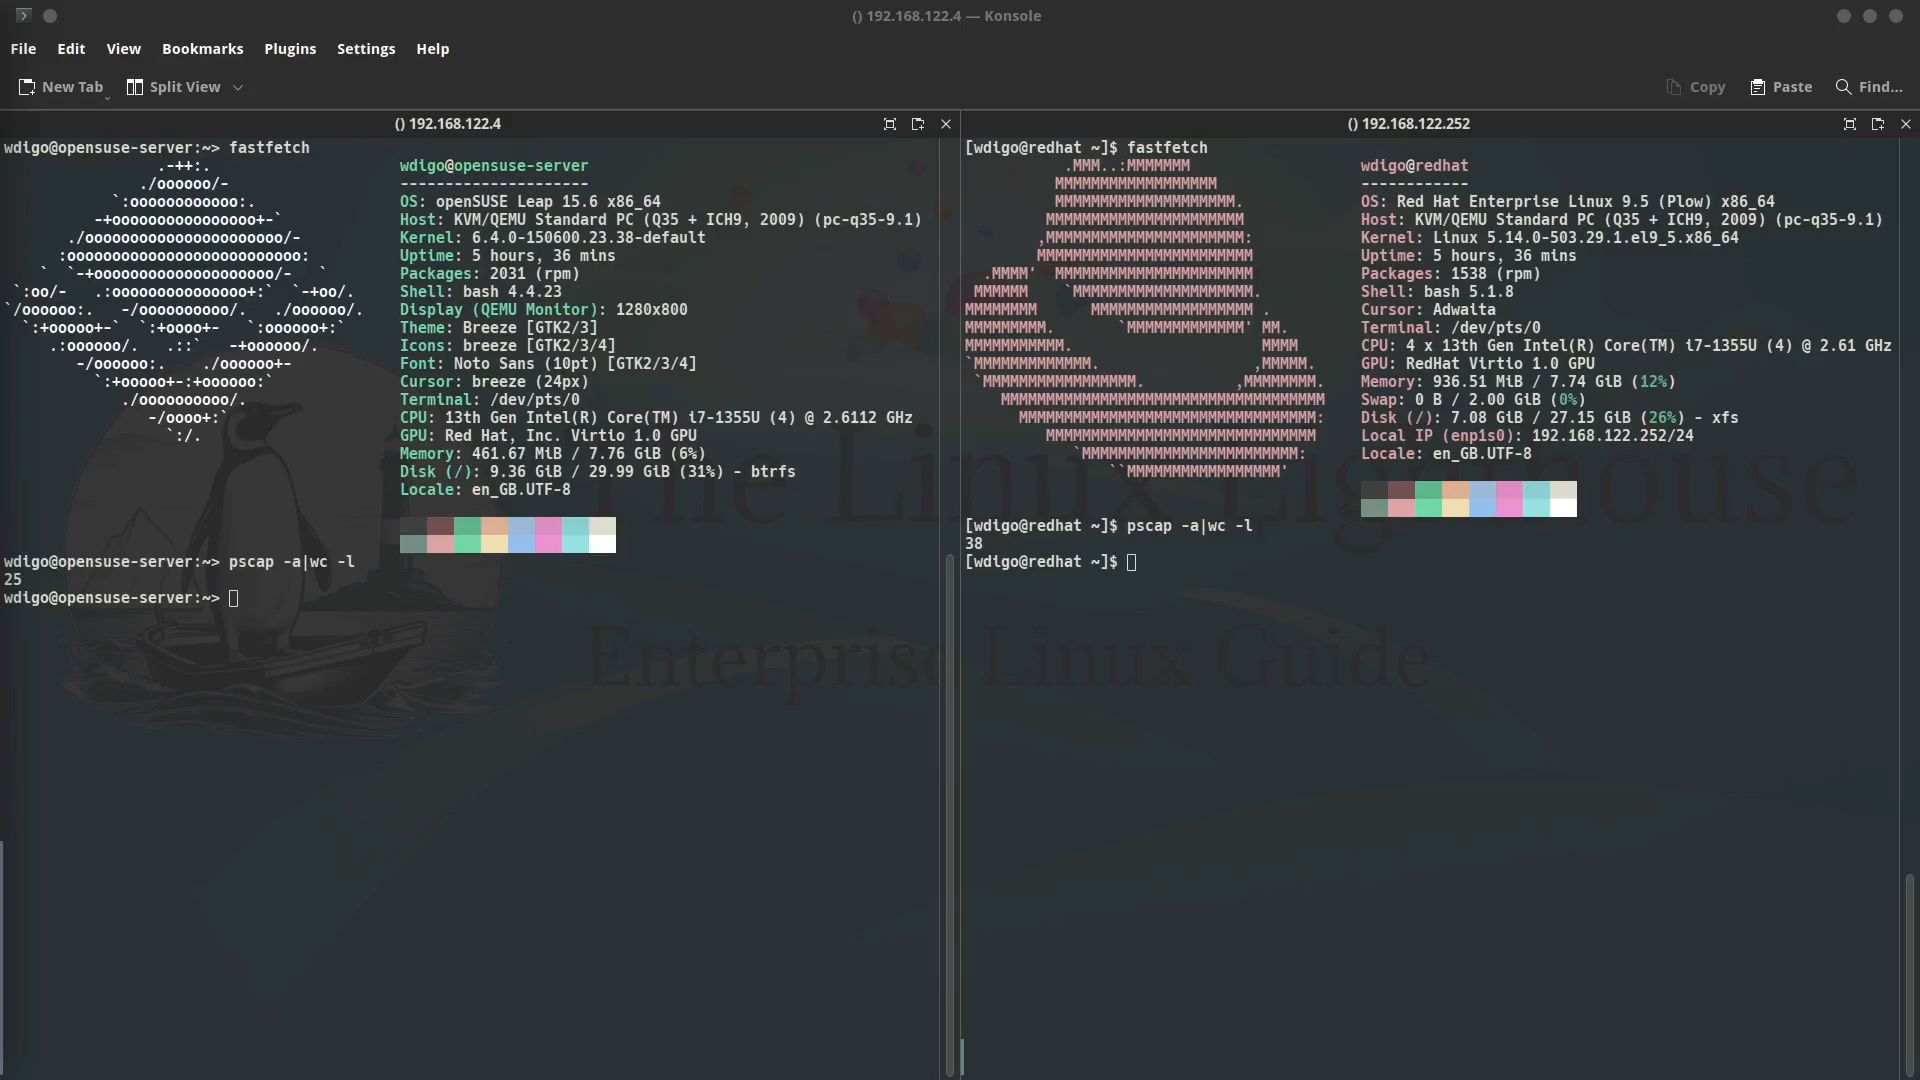 () 192.168.122.4 — Konsole
File Edit View Bookmarks Plugins Settings Help
New Tab Split View Copy Paste Find...
() 192.168.122.4
wdigo@opensuse-server:~> fastfetch
wdigo@opensuse-server
---------------------
OS: openSUSE Leap 15.6 x86_64
Host: KVM/QEMU Standard PC (Q35 + ICH9, 2009) (pc-q35-9.1)
Kernel: 6.4.0-150600.23.38-default
Uptime: 5 hours, 36 mins
Packages: 2031 (rpm)
Shell: bash 4.4.23
Display (QEMU Monitor): 1280x800
Theme: Breeze [GTK2/3]
Icons: breeze [GTK2/3/4]
Font: Noto Sans (10pt) [GTK2/3/4]
Cursor: breeze (24px)
Terminal: /dev/pts/0
CPU: 13th Gen Intel(R) Core(TM) i7-1355U (4) @ 2.6112 GHz
GPU: Red Hat, Inc. Virtio 1.0 GPU
Memory: 461.67 MiB / 7.76 GiB (6%)
Disk (/): 9.36 GiB / 29.99 GiB (31%) - btrfs
Locale: en_GB.UTF-8
wdigo@opensuse-server:~> pscap -a|wc -l
25
wdigo@opensuse-server:~>
() 192.168.122.252
[wdigo@redhat ~]$ fastfetch
wdigo@redhat
------------
OS: Red Hat Enterprise Linux 9.5 (Plow) x86_64
Host: KVM/QEMU Standard PC (Q35 + ICH9, 2009) (pc-q35-9.1)
Kernel: Linux 5.14.0-503.29.1.el9_5.x86_64
Uptime: 5 hours, 36 mins
Packages: 1538 (rpm)
Shell: bash 5.1.8
Cursor: Adwaita
Terminal: /dev/pts/0
CPU: 4 x 13th Gen Intel(R) Core(TM) i7-1355U (4) @ 2.61 GHz
GPU: RedHat Virtio 1.0 GPU
Memory: 936.51 MiB / 7.74 GiB (12%)
Swap: 0 B / 2.00 GiB (0%)
Disk (/): 7.08 GiB / 27.15 GiB (26%) - xfs
Local IP (enp1s0): 192.168.122.252/24
Locale: en_GB.UTF-8
[wdigo@redhat ~]$ pscap -a|wc -l
38
[wdigo@redhat ~]$
The Linux Lighthouse
Enterprise Linux Guide